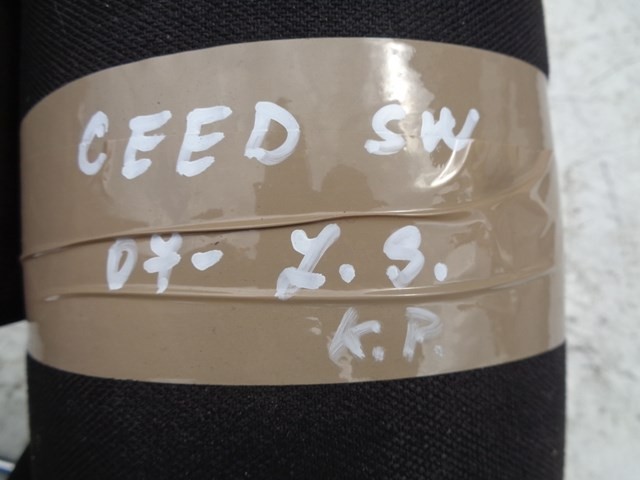 CEED SW
07- Z.S.
K.P.